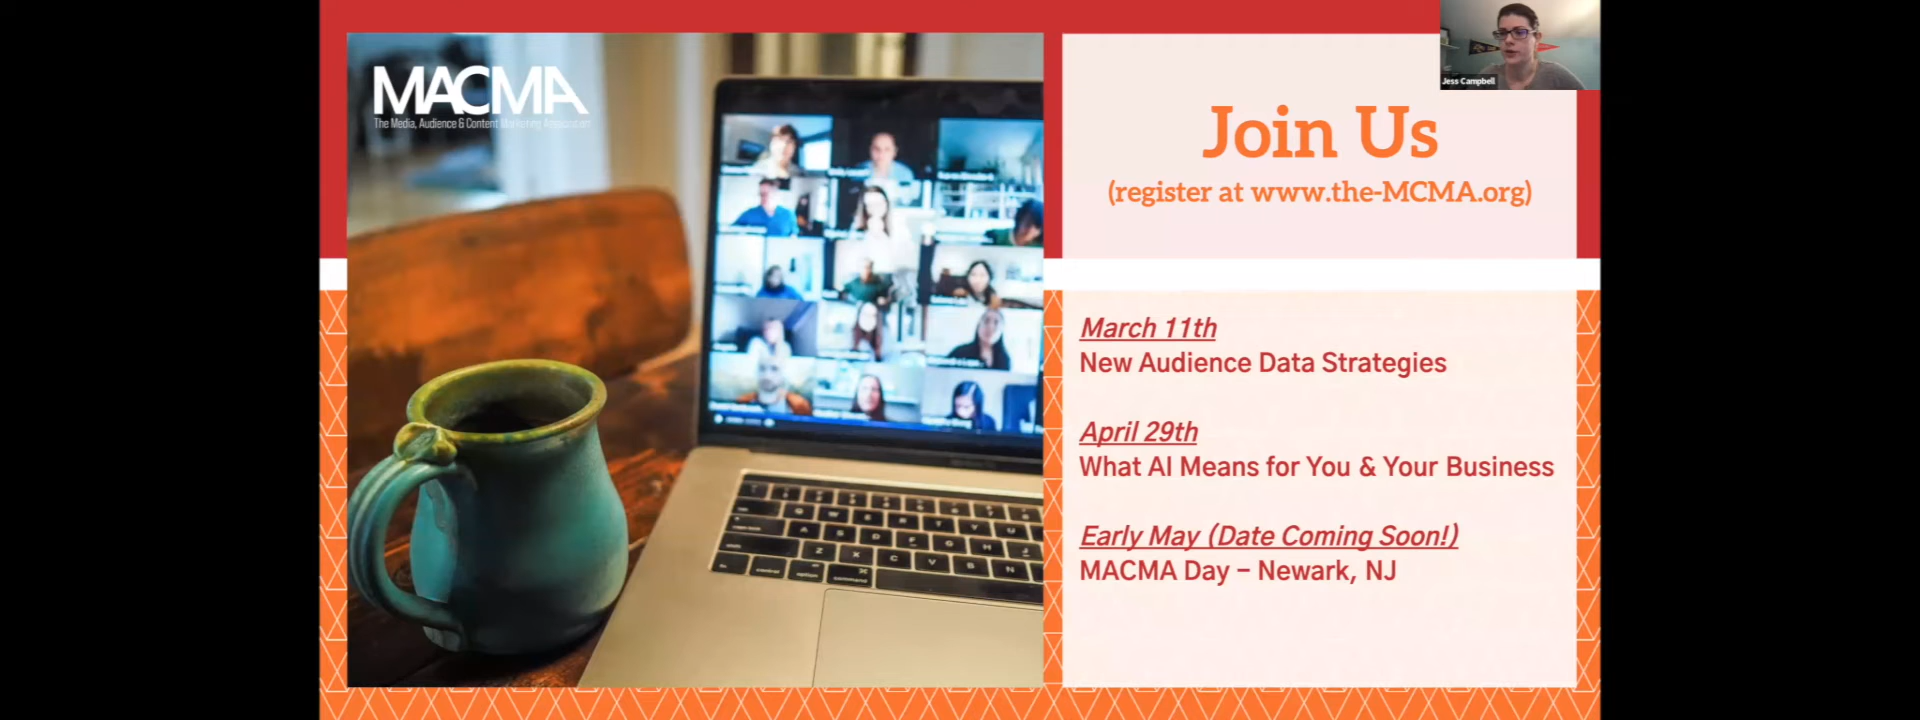 MACMA
The Media, Audience & Content Marketing Association
Jess Campbell
Join Us
(register at www.the-MCMA.org)
March 11th
New Audience Data Strategies
April 29th
What AI Means for You & Your Business
Early May (Date Coming Soon!)
MACMA Day – Newark, NJ